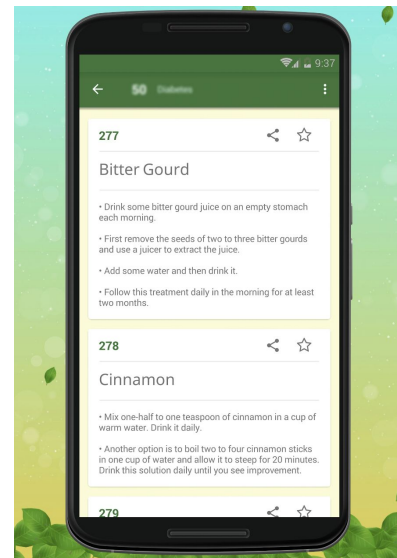 9:37
50 Diabetes
277
Bitter Gourd
• Drink some bitter gourd juice on an empty stomach
each morning.
• First remove the seeds of two to three bitter gourds
and use a juicer to extract the juice.
• Add some water and then drink it.
• Follow this treatment daily in the morning for at least
two months.
278
Cinnamon
• Mix one-half to one teaspoon of cinnamon in a cup of
warm water. Drink it daily.
• Another option is to boil two to four cinnamon sticks
in one cup of water and allow it to steep for 20 minutes.
Drink this solution daily until you see improvement.
279